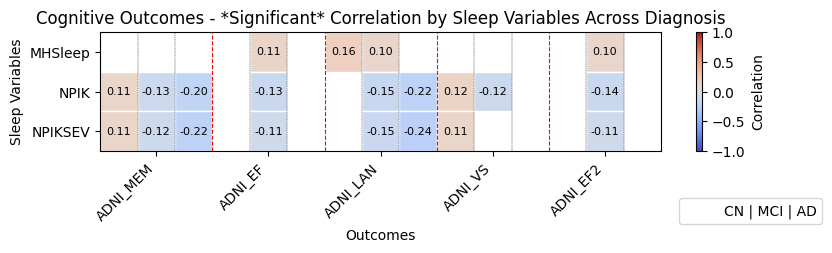 Cognitive Outcomes - *Significant* Correlation by Sleep Variables Across Diagnosis
Sleep Variables
MHSleep 0.11 0.16 0.10 0.10
NPIK 0.11 -0.13 -0.20 -0.13 -0.15 -0.22 0.12 -0.12 -0.14
NPIKSEV 0.11 -0.12 -0.22 -0.11 -0.15 -0.24 0.11 -0.11
ADNI_MEM ADNI_EF ADNI_LAN ADNI_VS ADNI_EF2
Outcomes
1.0
0.5
0.0
-0.5
-1.0
Correlation
CN | MCI | AD